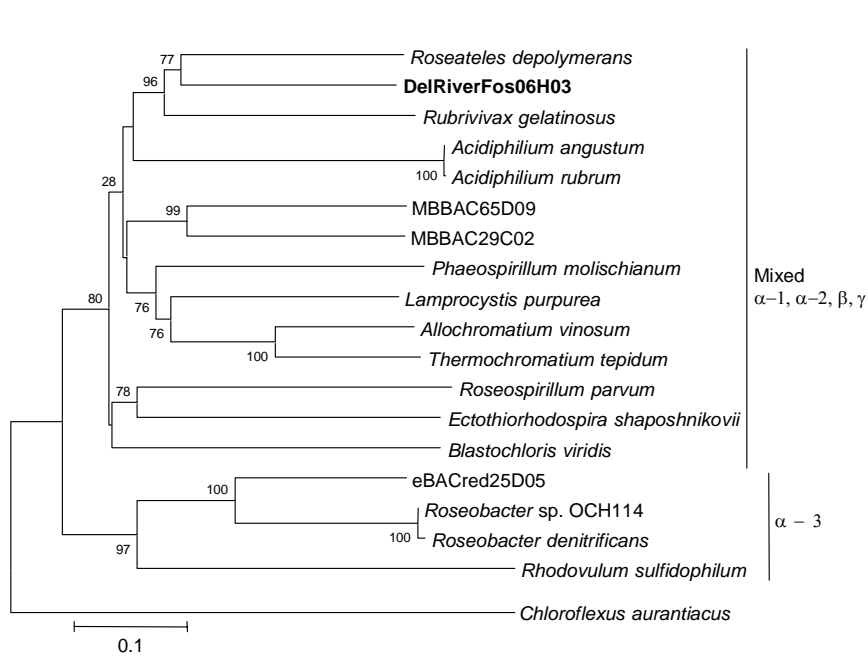 77
Roseateles depolymerans
96
DelRiverFos06H03
Rubrivivax gelatinosus
Acidiphilium angustum
100
Acidiphilium rubrum
28
99
MBBAC65D09
MBBAC29C02
Phaeospirillum molischianum
Mixed
80
76
Lamprocystis purpurea
α–1, α–2, β, γ
76
Allochromatium vinosum
100
Thermochromatium tepidum
78
Roseospirillum parvum
Ectothiorhodospira shaposhnikovii
Blastochloris viridis
100
eBACred25D05
Roseobacter sp. OCH114
α – 3
100
Roseobacter denitrificans
97
Rhodovulum sulfidophilum
Chloroflexus aurantiacus
0.1